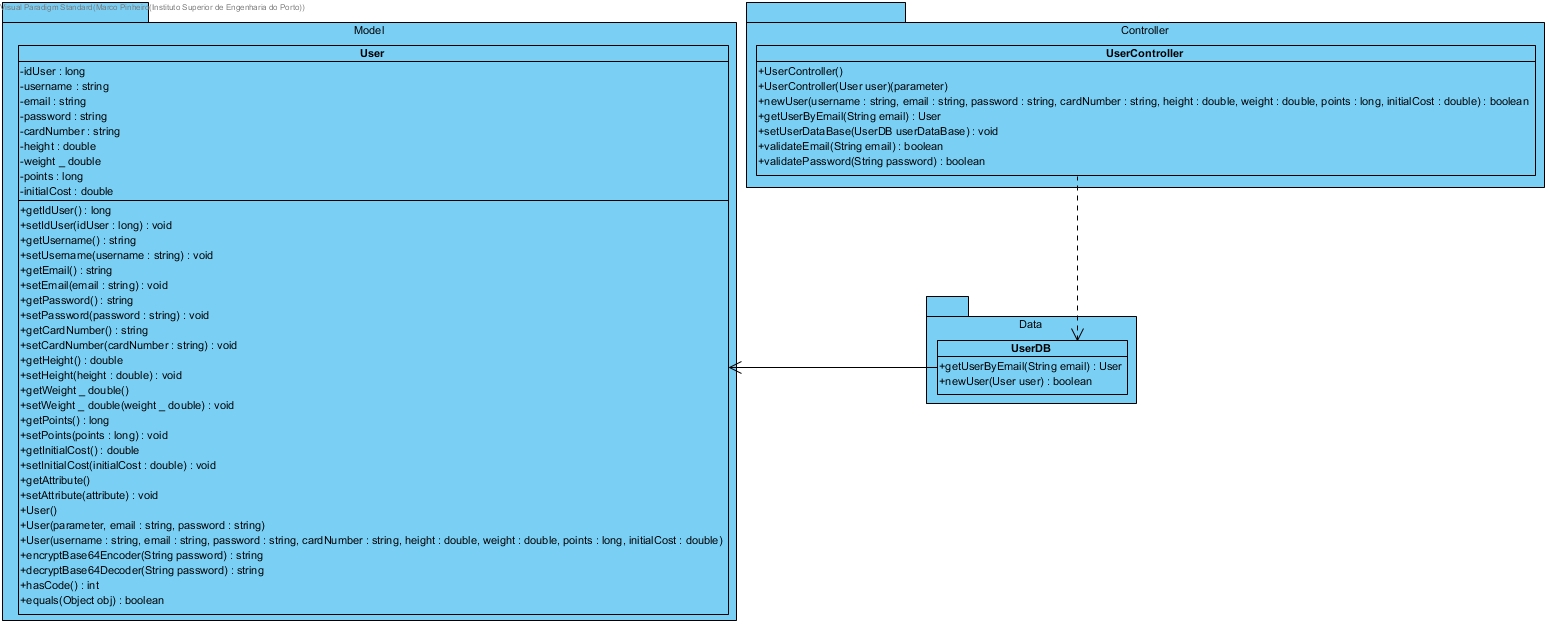 Visual Paradigm Standard(Marco Pinheiro(Instituto Superior de Engenharia do Porto))
Model
User
-idUser : long
-username : string
-email : string
-password : string
-cardNumber : string
-height : double
-weight _ double
-points : long
-initialCost : double
+getIdUser() : long
+setIdUser(idUser : long) : void
+getUsername() : string
+setUsername(username : string) : void
+getEmail() : string
+setEmail(email : string) : void
+getPassword() : string
+setPassword(password : string) : void
+getCardNumber() : string
+setCardNumber(cardNumber : string) : void
+getHeight() : double
+setHeight(height : double) : void
+getWeight _ double()
+setWeight _ double(weight _ double) : void
+getPoints() : long
+setPoints(points : long) : void
+getInitialCost() : double
+setInitialCost(initialCost : double) : void
+getAttribute()
+setAttribute(attribute) : void
+User()
+User(parameter, email : string, password : string)
+User(username : string, email : string, password : string, cardNumber : string, height : double, weight : double, points : long, initialCost : double)
+encryptBase64Encoder(String password) : string
+decryptBase64Decoder(String password) : string
+hasCode() : int
+equals(Object obj) : boolean
Controller
UserController
+UserController()
+UserController(User user)(parameter)
+newUser(username : string, email : string, password : string, cardNumber : string, height : double, weight : double, points : long, initialCost : double) : boolean
+getUserByEmail(String email) : User
+setUserDataBase(UserDB userDataBase) : void
+validateEmail(String email) : boolean
+validatePassword(String password) : boolean
Data
UserDB
+getUserByEmail(String email) : User
+newUser(User user) : boolean